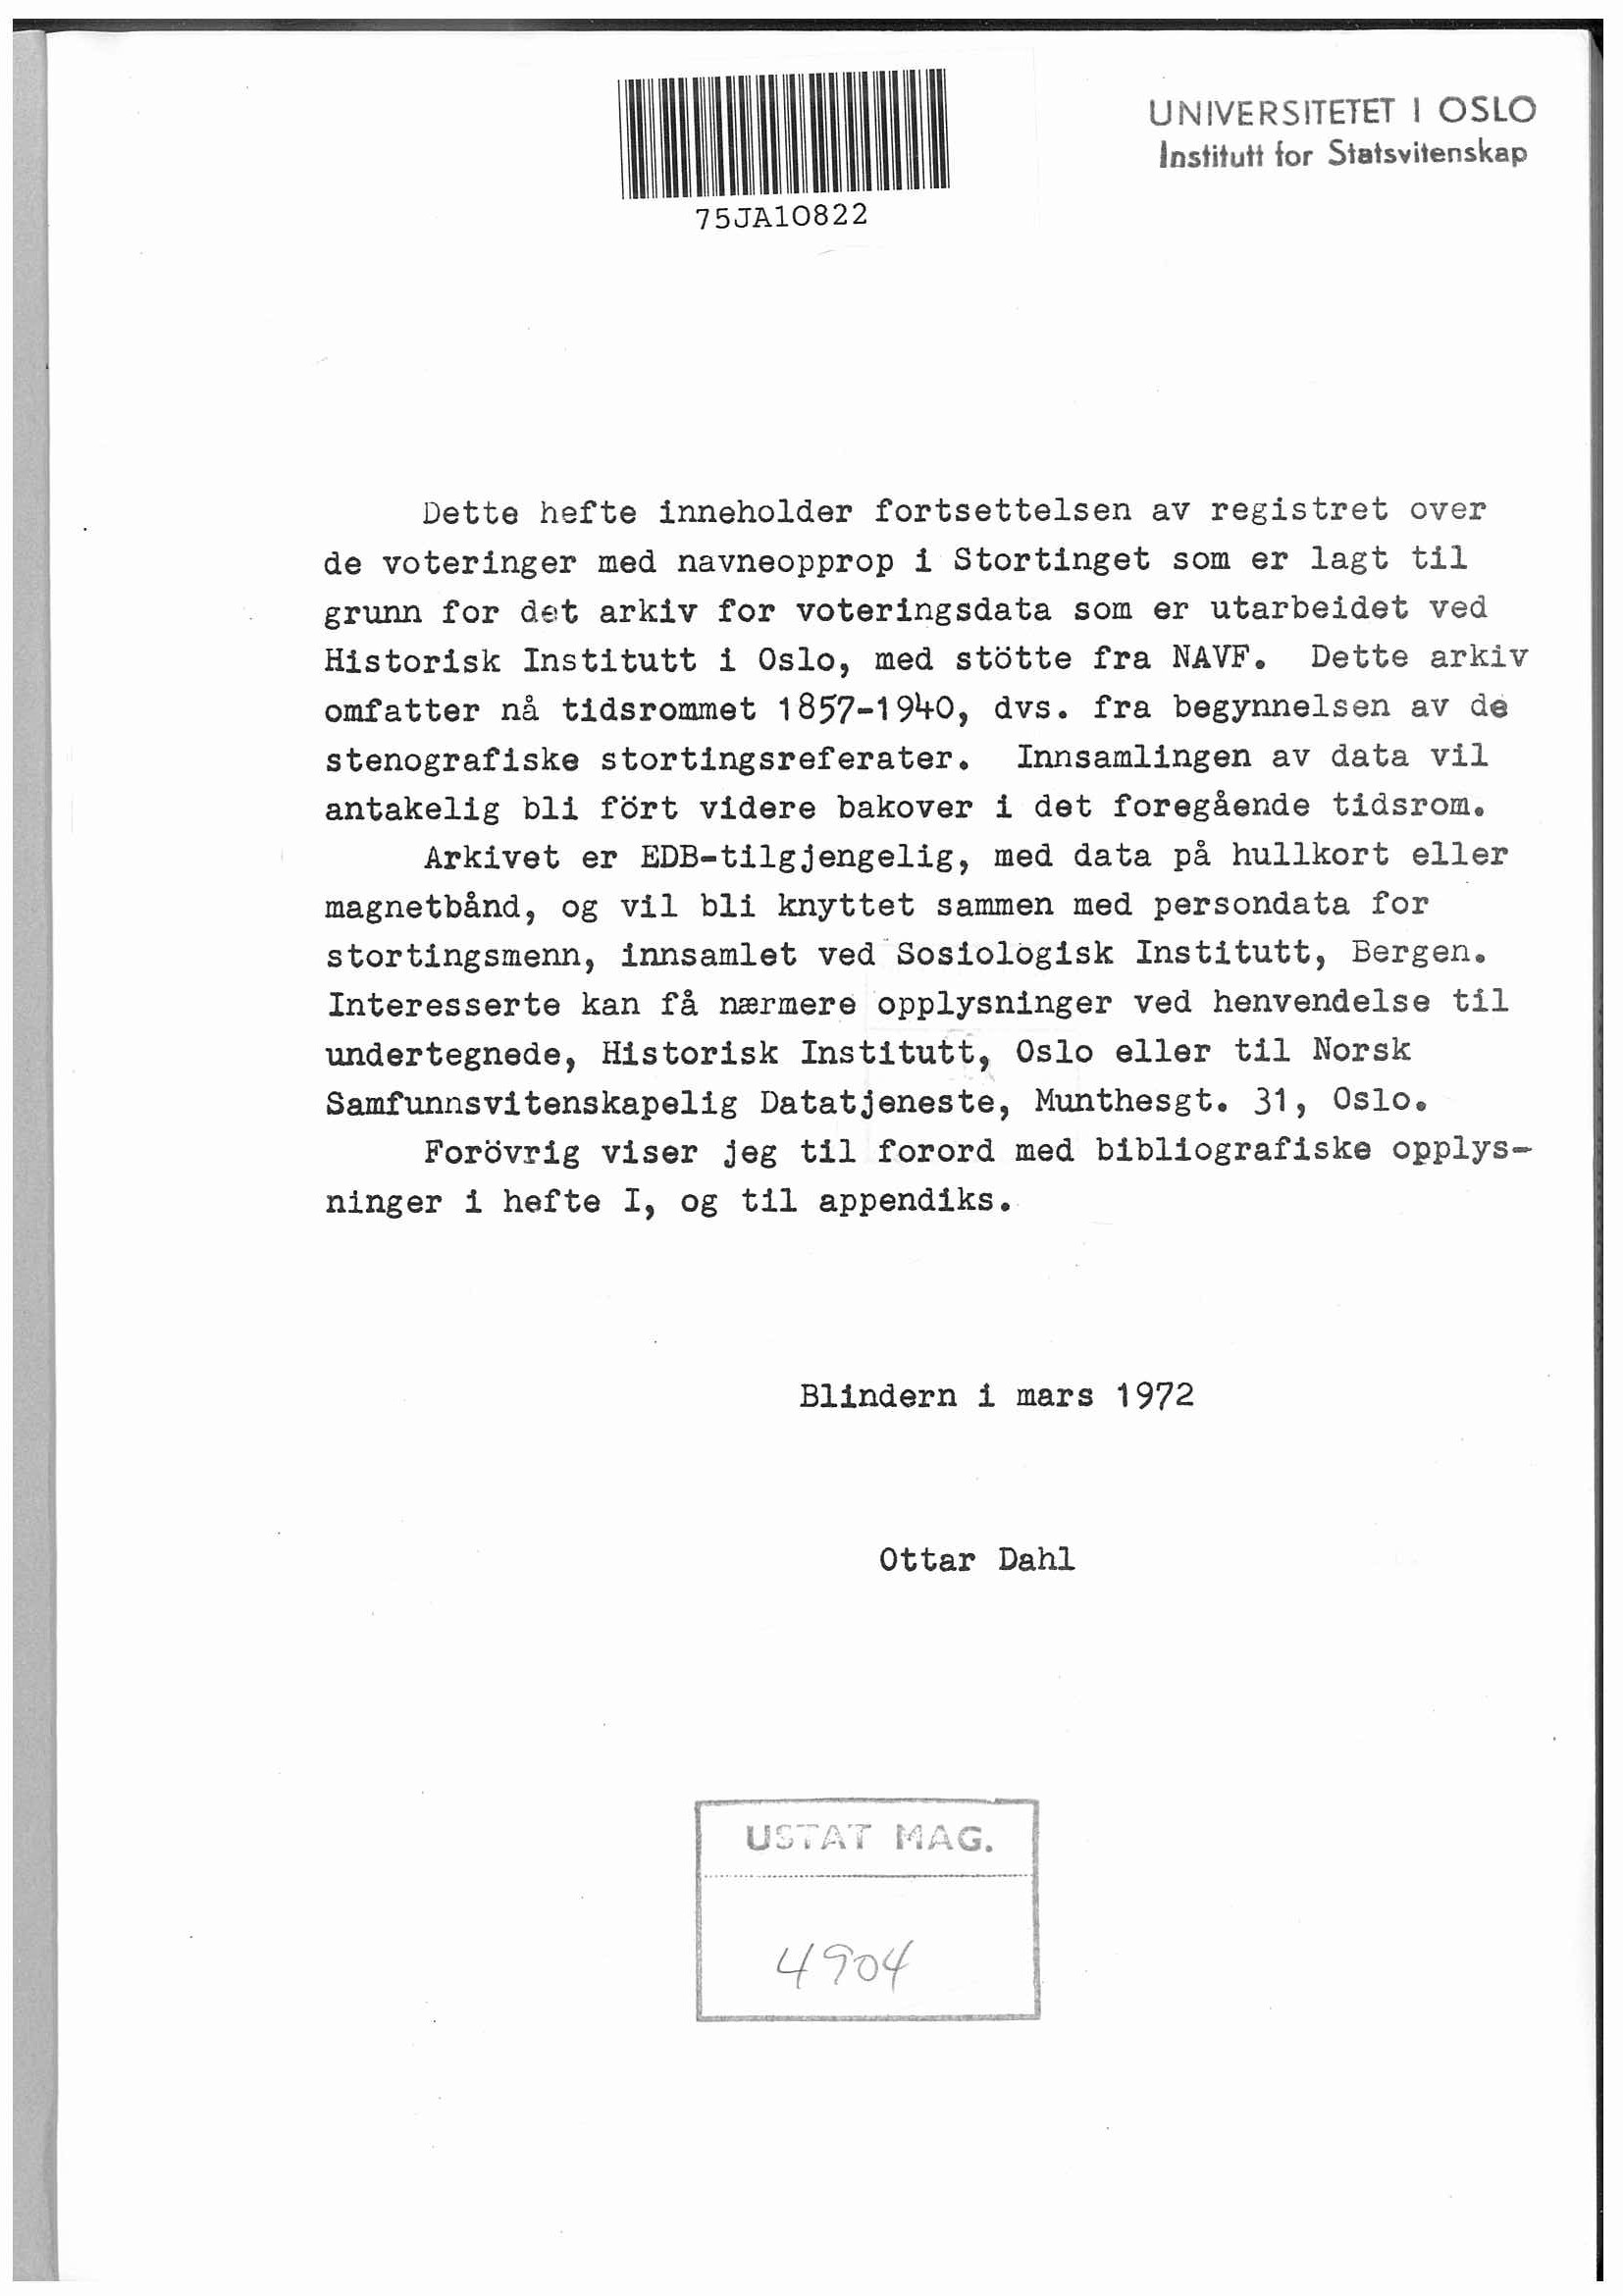 75JA10822
UNIVERSITETET I OSLO
Institutt for Statsvitenskap
Dette hefte inneholder fortsettelsen av registret over
de voteringer med navneopprop i Stortinget som er lagt til
grunn for det arkiv for voteringsdata som er utarbeidet ved
Historisk Institutt i Oslo, med stötte fra NAVF. Dette arkiv
omfatter nå tidsrommet 1857-1940, dvs. fra begynnelsen av de
stenografiske stortingsreferater. Innsamlingen av data vil
antakelig bli fört videre bakover i det foregående tidsrom.
Arkivet er EDB-tilgjengelig, med data på hullkort eller
magnetbånd, og vil bli knyttet sammen med persondata for
stortingsmenn, innsamlet ved Sosiologisk Institutt, Bergen.
Interesserte kan få nærmere opplysninger ved henvendelse til
undertegnede, Historisk Institutt, Oslo eller til Norsk
Samfunnsvitenskapelig Datatjeneste, Munthesgt. 31, Oslo.
Forövrig viser jeg til forord med bibliografiske opplys-
ninger i hefte I, og til appendiks.
Blindern i mars 1972
Ottar Dahl
USTAT MAG.
4904